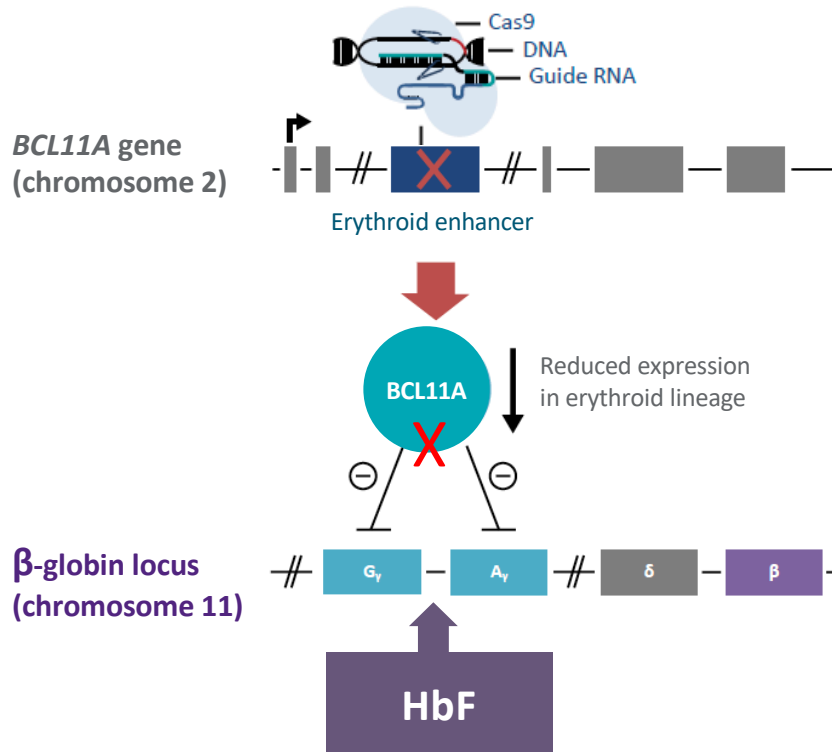 Cas9
DNA
Guide RNA
BCL11A gene
(chromosome 2)
Erythroid enhancer
BCL11A
Reduced expression
in erythroid lineage
β-globin locus
(chromosome 11)
Gγ
Aγ
δ
β
HbF